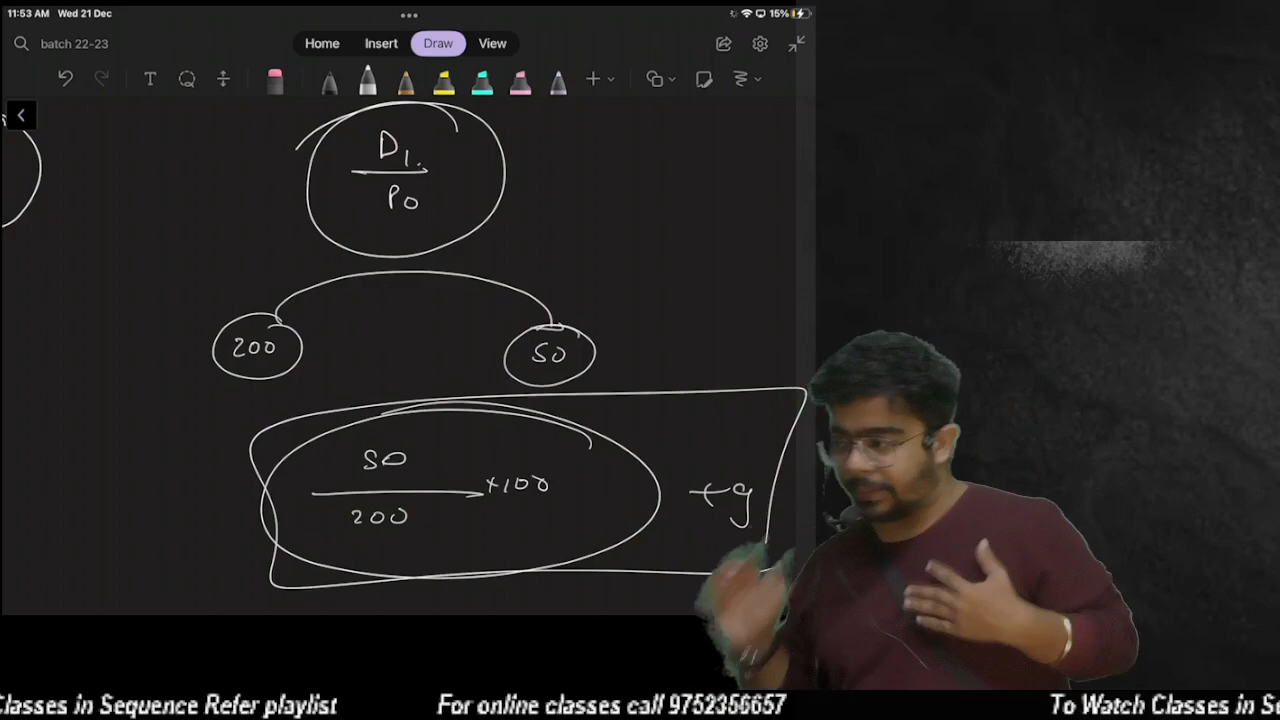 11:53 AM Wed 21 Dec
15%
batch 22-23
Home Insert Draw View
D1.
P0
200
50
50
200
×100
+g
Classes in Sequence Refer playlist For online classes call 9752356657 To Watch Classes in Se